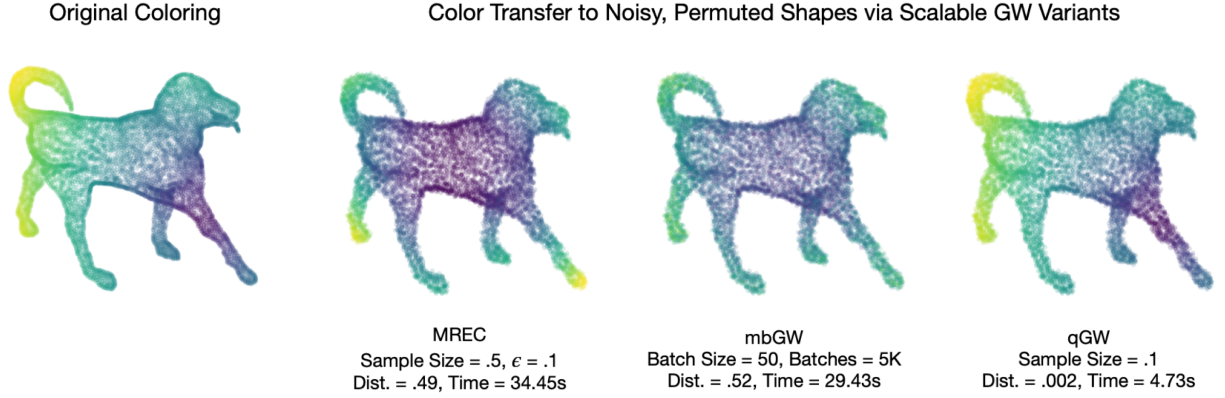 Original Coloring
Color Transfer to Noisy, Permuted Shapes via Scalable GW Variants
MREC
Sample Size = .5, ϵ = .1
Dist. = .49, Time = 34.45s
mbGW
Batch Size = 50, Batches = 5K
Dist. = .52, Time = 29.43s
qGW
Sample Size = .1
Dist. = .002, Time = 4.73s